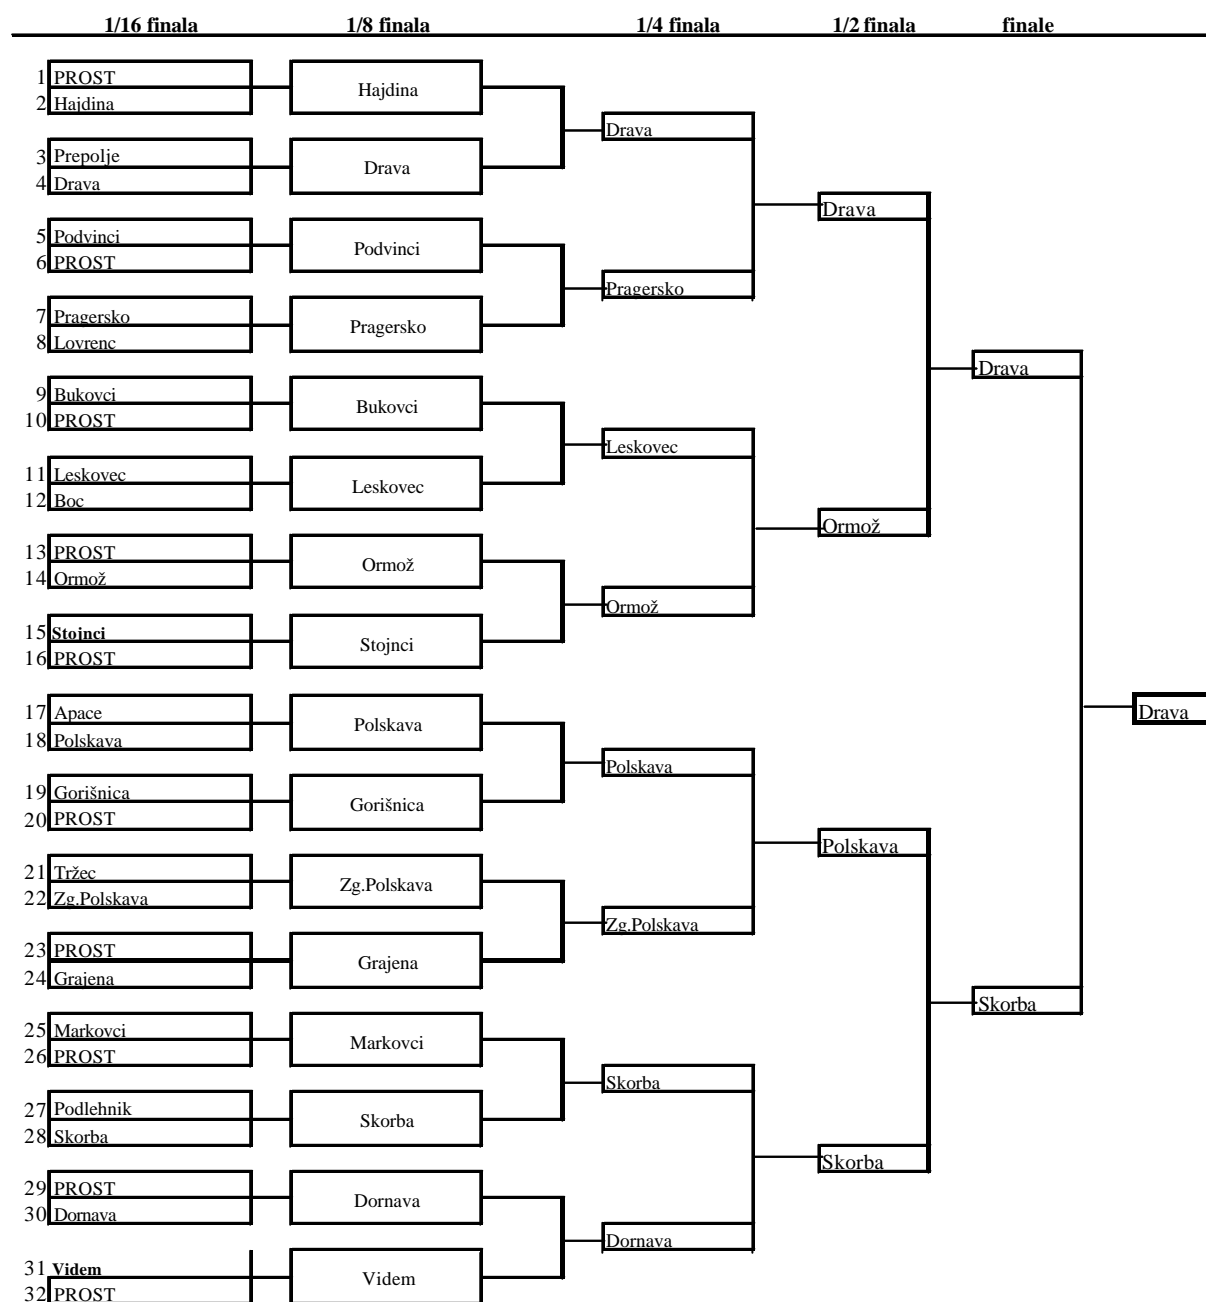 1/16 finala 1/8 finala 1/4 finala 1/2 finala finale
1 PROST
Hajdina
2 Hajdina
Drava
3 Prepolje
Drava
4 Drava
Drava
5 Podvinci
Podvinci
6 PROST
Pragersko
7 Pragersko
Pragersko
8 Lovrenc
Drava
9 Bukovci
Bukovci
10 PROST
Leskovec
11 Leskovec
Leskovec
12 Boc
Ormož
13 PROST
Ormož
14 Ormož
Ormož
15 Stojnci
Stojnci
16 PROST
17 Apace
Drava
Polskava
18 Polskava
Polskava
19 Gorišnica
Gorišnica
20 PROST
Polskava
21 Tržec
Zg.Polskava
22 Zg.Polskava
Zg.Polskava
23 PROST
Grajena
24 Grajena
Skorba
25 Markovci
Markovci
26 PROST
Skorba
27 Podlehnik
Skorba
28 Skorba
Skorba
29 PROST
Dornava
30 Dornava
Dornava
31 Videm
Videm
32 PROST